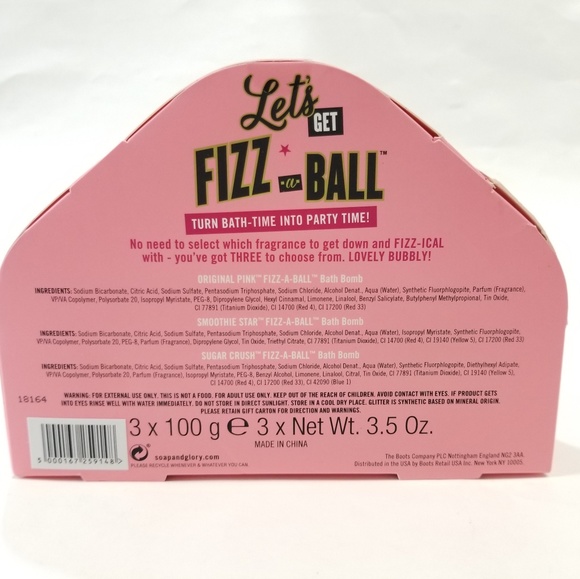 Let's
GET
FIZZ -a- BALL™
TURN BATH-TIME INTO PARTY TIME!
No need to select which fragrance to get down and FIZZ-ICAL
with - you've got THREE to choose from. LOVELY BUBBLY!
ORIGINAL PINK™ FIZZ-A-BALL™ Bath Bomb
INGREDIENTS: Sodium Bicarbonate, Citric Acid, Sodium Sulfate, Pentasodium Triphosphate, Sodium Chloride, Alcohol Denat., Aqua (Water), Synthetic Fluorphlogopite, Parfum (Fragrance),
VP/VA Copolymer, Polysorbate 20, Isopropyl Myristate, PEG-8, Dipropylene Glycol, Hexyl Cinnamal, Limonene, Linalool, Benzyl Salicylate, Butylphenyl Methylpropional, Tin Oxide,
CI 77891 (Titanium Dioxide), CI 14700 (Red 4), CI 17200 (Red 33)
SMOOTHIE STAR™ FIZZ-A-BALL™ Bath Bomb
INGREDIENTS: Sodium Bicarbonate, Citric Acid, Sodium Sulfate, Pentasodium Triphosphate, Sodium Chloride, Alcohol Denat., Aqua (Water), Isopropyl Myristate, Synthetic Fluorphlogopite,
VP/VA Copolymer, Polysorbate 20, PEG-8, Parfum (Fragrance), Dipropylene Glycol, Tin Oxide, Triethyl Citrate, CI 77891 (Titanium Dioxide), CI 14700 (Red 4), CI 19140 (Yellow 5), CI 17200 (Red 33)
SUGAR CRUSH™ FIZZ-A-BALL™ Bath Bomb
INGREDIENTS: Sodium Bicarbonate, Citric Acid, Sodium Sulfate, Pentasodium Triphosphate, Sodium Chloride, Alcohol Denat., Aqua (Water), Synthetic Fluorphlogopite, Diethylhexyl Adipate,
VP/VA Copolymer, Polysorbate 20, Parfum (Fragrance), Isopropyl Myristate, PEG-8, Benzyl Alcohol, Limonene, Linalool, Citral, Tin Oxide, CI 77891 (Titanium Dioxide), CI 19140 (Yellow 5),
CI 14700 (Red 4), CI 17200 (Red 33), CI 42090 (Blue 1)
WARNING: FOR EXTERNAL USE ONLY. THIS IS NOT A FOOD. FOR ADULT USE ONLY. KEEP OUT OF THE REACH OF CHILDREN. AVOID CONTACT WITH EYES. IF PRODUCT GETS
INTO EYES RINSE WELL WITH WATER IMMEDIATELY. DO NOT STORE IN DIRECT SUNLIGHT. STORE IN A COOL DRY PLACE. GLITTER IS SYNTHETIC BASED ON MINERAL ORIGIN.
PLEASE RETAIN GIFT CARTON FOR DIRECTION AND WARNINGS.
18164
3 x 100 g ℮ 3 x Net Wt. 3.5 Oz.
MADE IN CHINA
5 000167 259148
soapandglory.com
PLEASE RECYCLE WHENEVER & WHATEVER YOU CAN
The Boots Company PLC Nottingham England NG2 3AA.
Distributed in the USA by Boots Retail USA Inc. New York NY 10005.